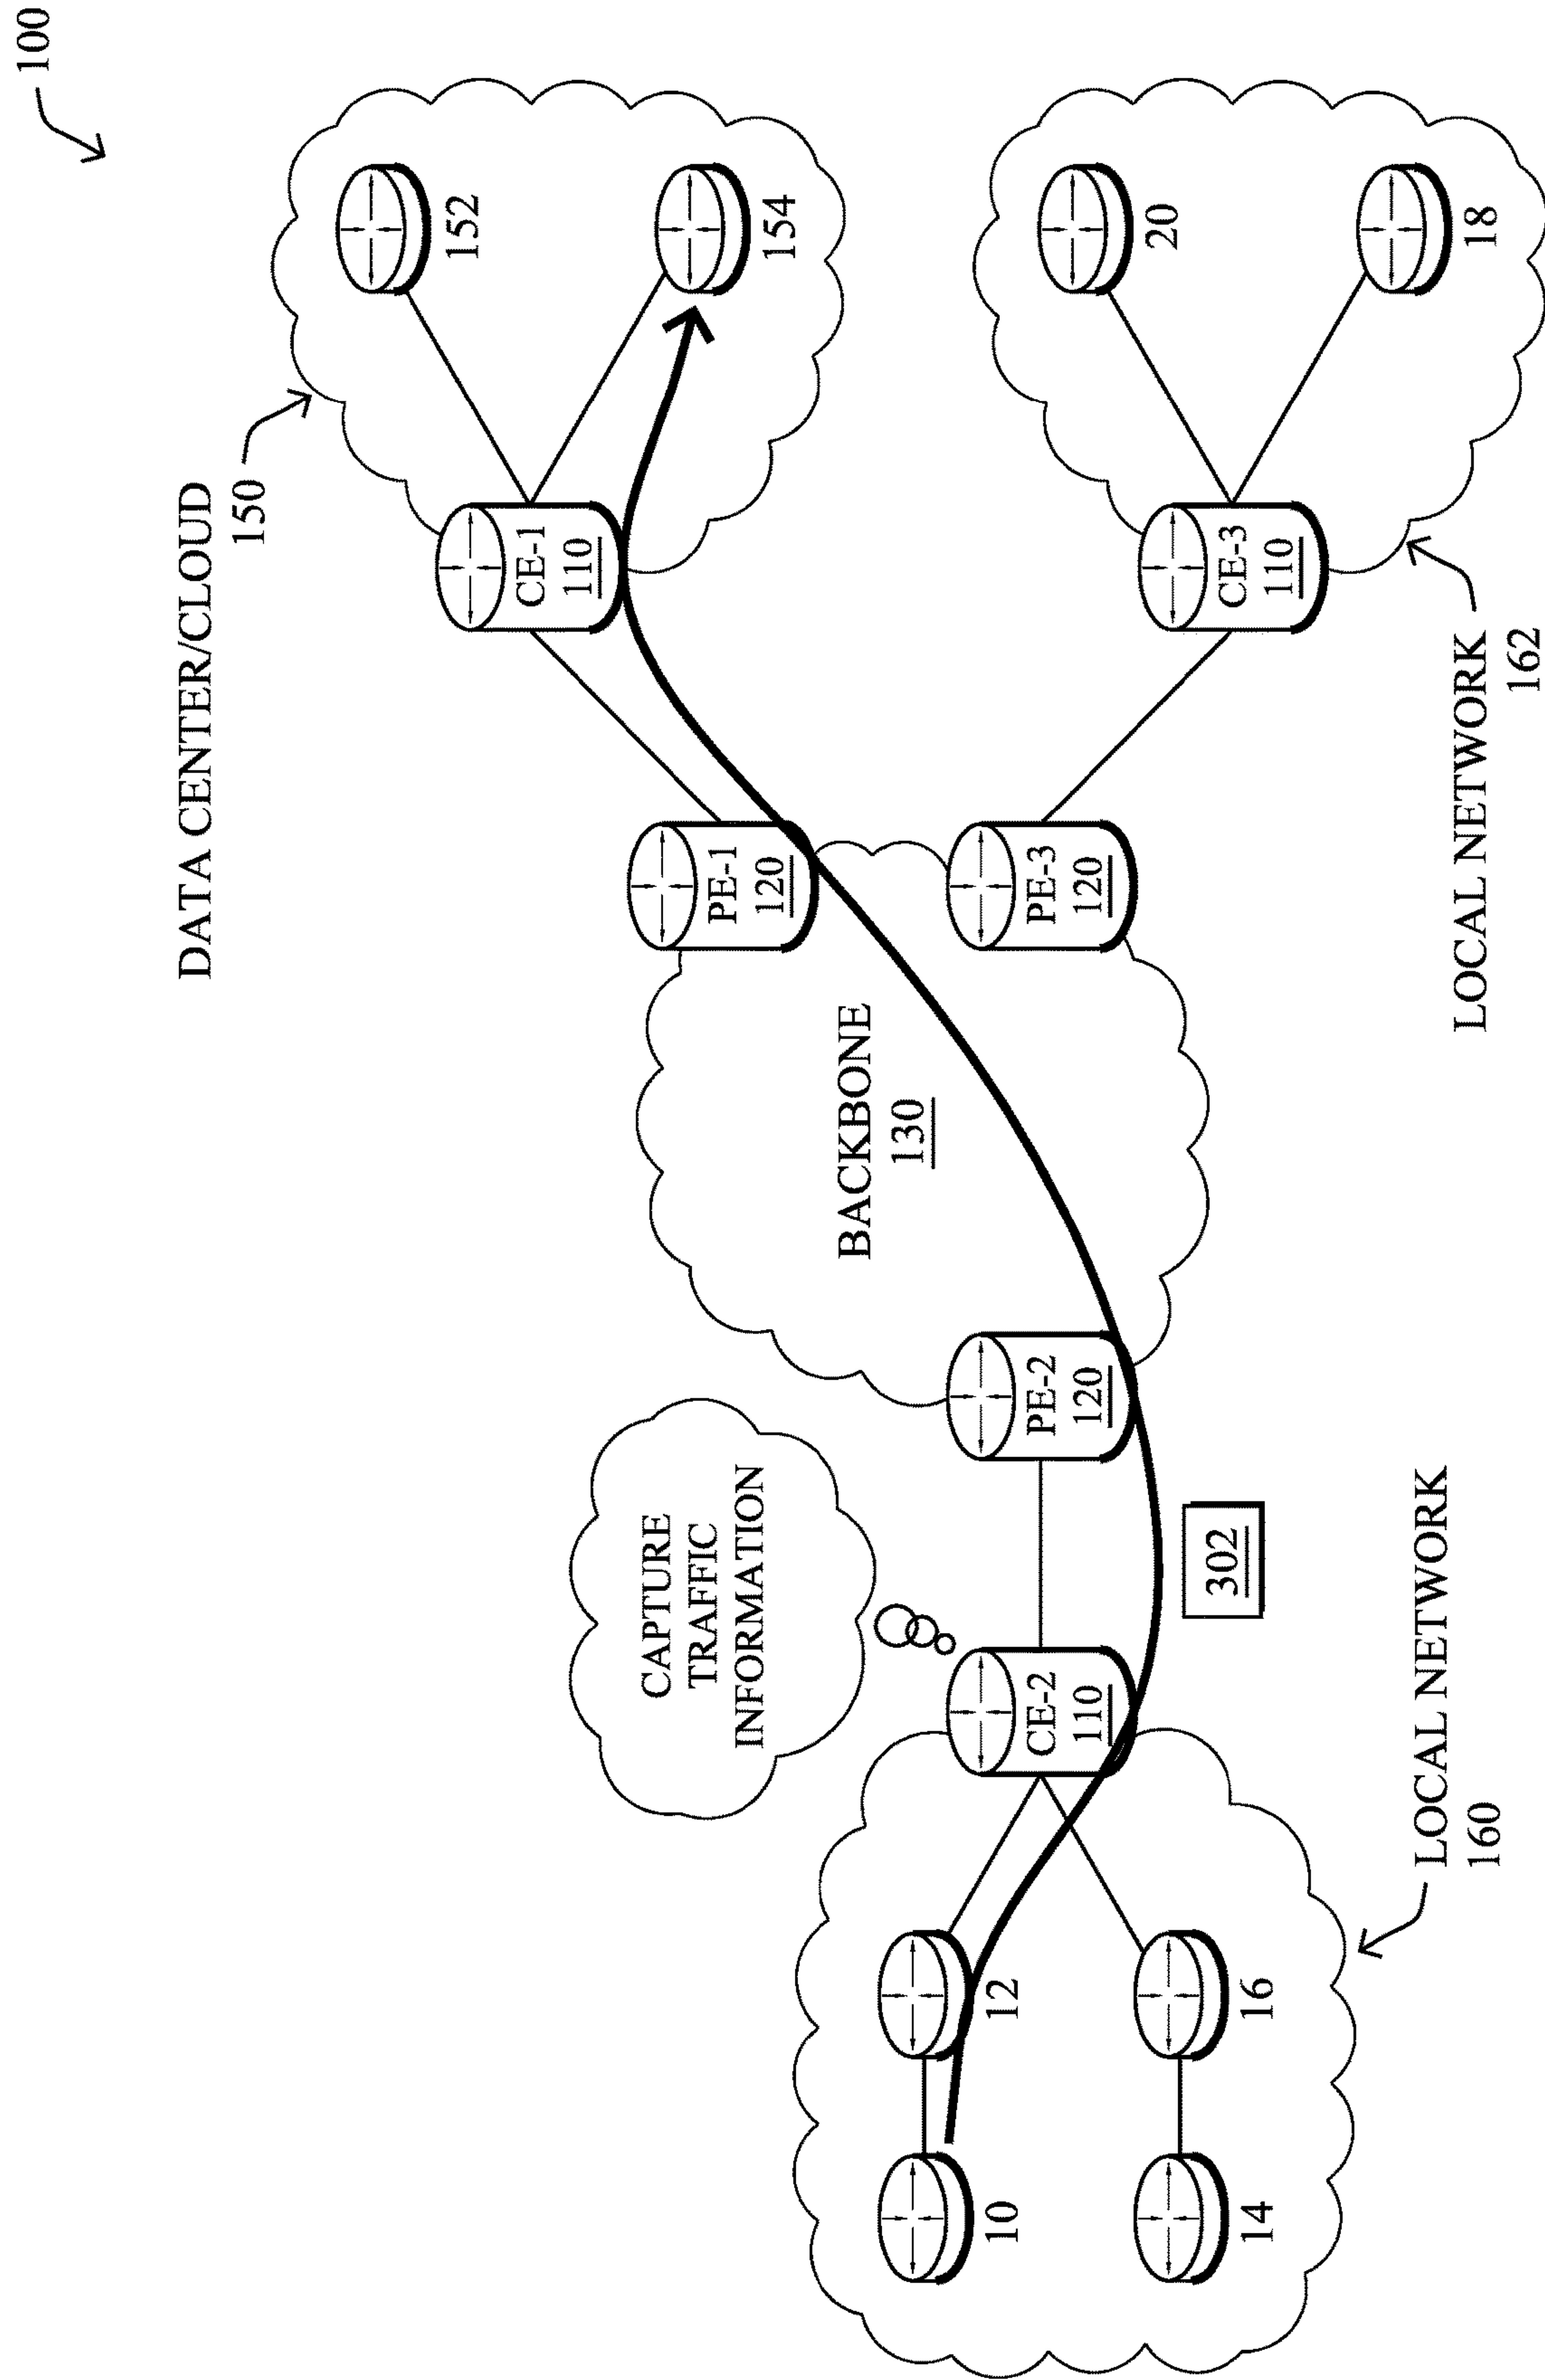 100
DATA CENTER/CLOUD
150
152
154
CE-1
110
PE-1
120
BACKBONE
130
PE-3
120
CE-3
110
20
18
LOCAL NETWORK
162
CAPTURE
TRAFFIC
INFORMATION
PE-2
120
302
CE-2
110
12
10
16
14
LOCAL NETWORK
160